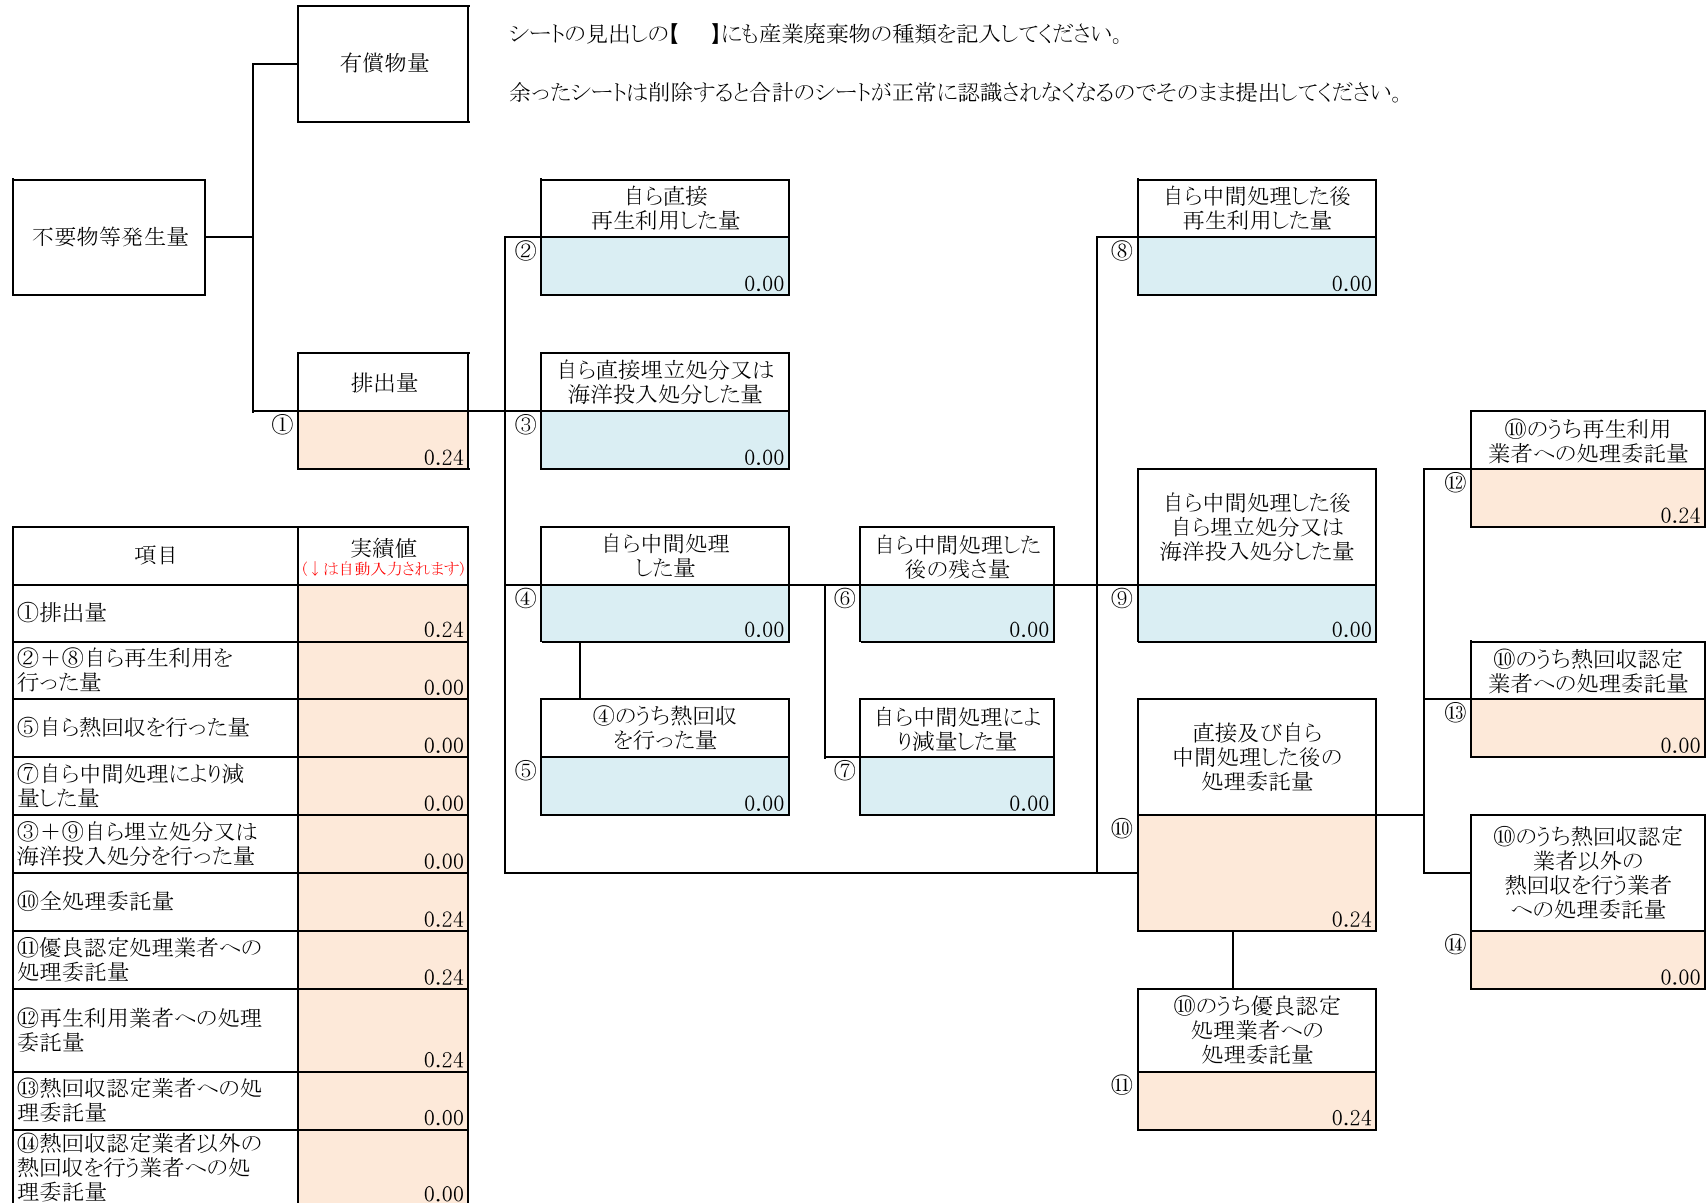 シートの見出しの【　】にも産業廃棄物の種類を記入してください。
有償物量
余ったシートは削除すると合計のシートが正常に認識されなくなるのでそのまま提出してください。
不要物等発生量
自ら直接
再生利用した量
②
0.00
自ら中間処理した後
再生利用した量
⑧
0.00
排出量
①
0.24
自ら直接埋立処分又は
海洋投入処分した量
③
0.00
⑩のうち再生利用
業者への処理委託量
⑫
0.24
自ら中間処理
した量
④
0.00
自ら中間処理した
後の残さ量
⑥
0.00
自ら中間処理した後
自ら埋立処分又は
海洋投入処分した量
⑨
0.00
⑩のうち熱回収認定
業者への処理委託量
⑬
0.00
④のうち熱回収
を行った量
⑤
0.00
自ら中間処理によ
り減量した量
⑦
0.00
直接及び自ら
中間処理した後の
処理委託量
⑩
0.24
⑩のうち熱回収認定
業者以外の
熱回収を行う業者
への処理委託量
⑭
0.00
⑩のうち優良認定
処理業者への
処理委託量
⑪
0.24
項目
実績値
(↓は自動入力されます)
①排出量
0.24
②＋⑧自ら再生利用を
行った量
0.00
⑤自ら熱回収を行った量
0.00
⑦自ら中間処理により減
量した量
0.00
③＋⑨自ら埋立処分又は
海洋投入処分を行った量
0.00
⑩全処理委託量
0.24
⑪優良認定処理業者への
処理委託量
0.24
⑫再生利用業者への処理
委託量
0.24
⑬熱回収認定業者への処
理委託量
0.00
⑭熱回収認定業者以外の
熱回収を行う業者への処
理委託量
0.00